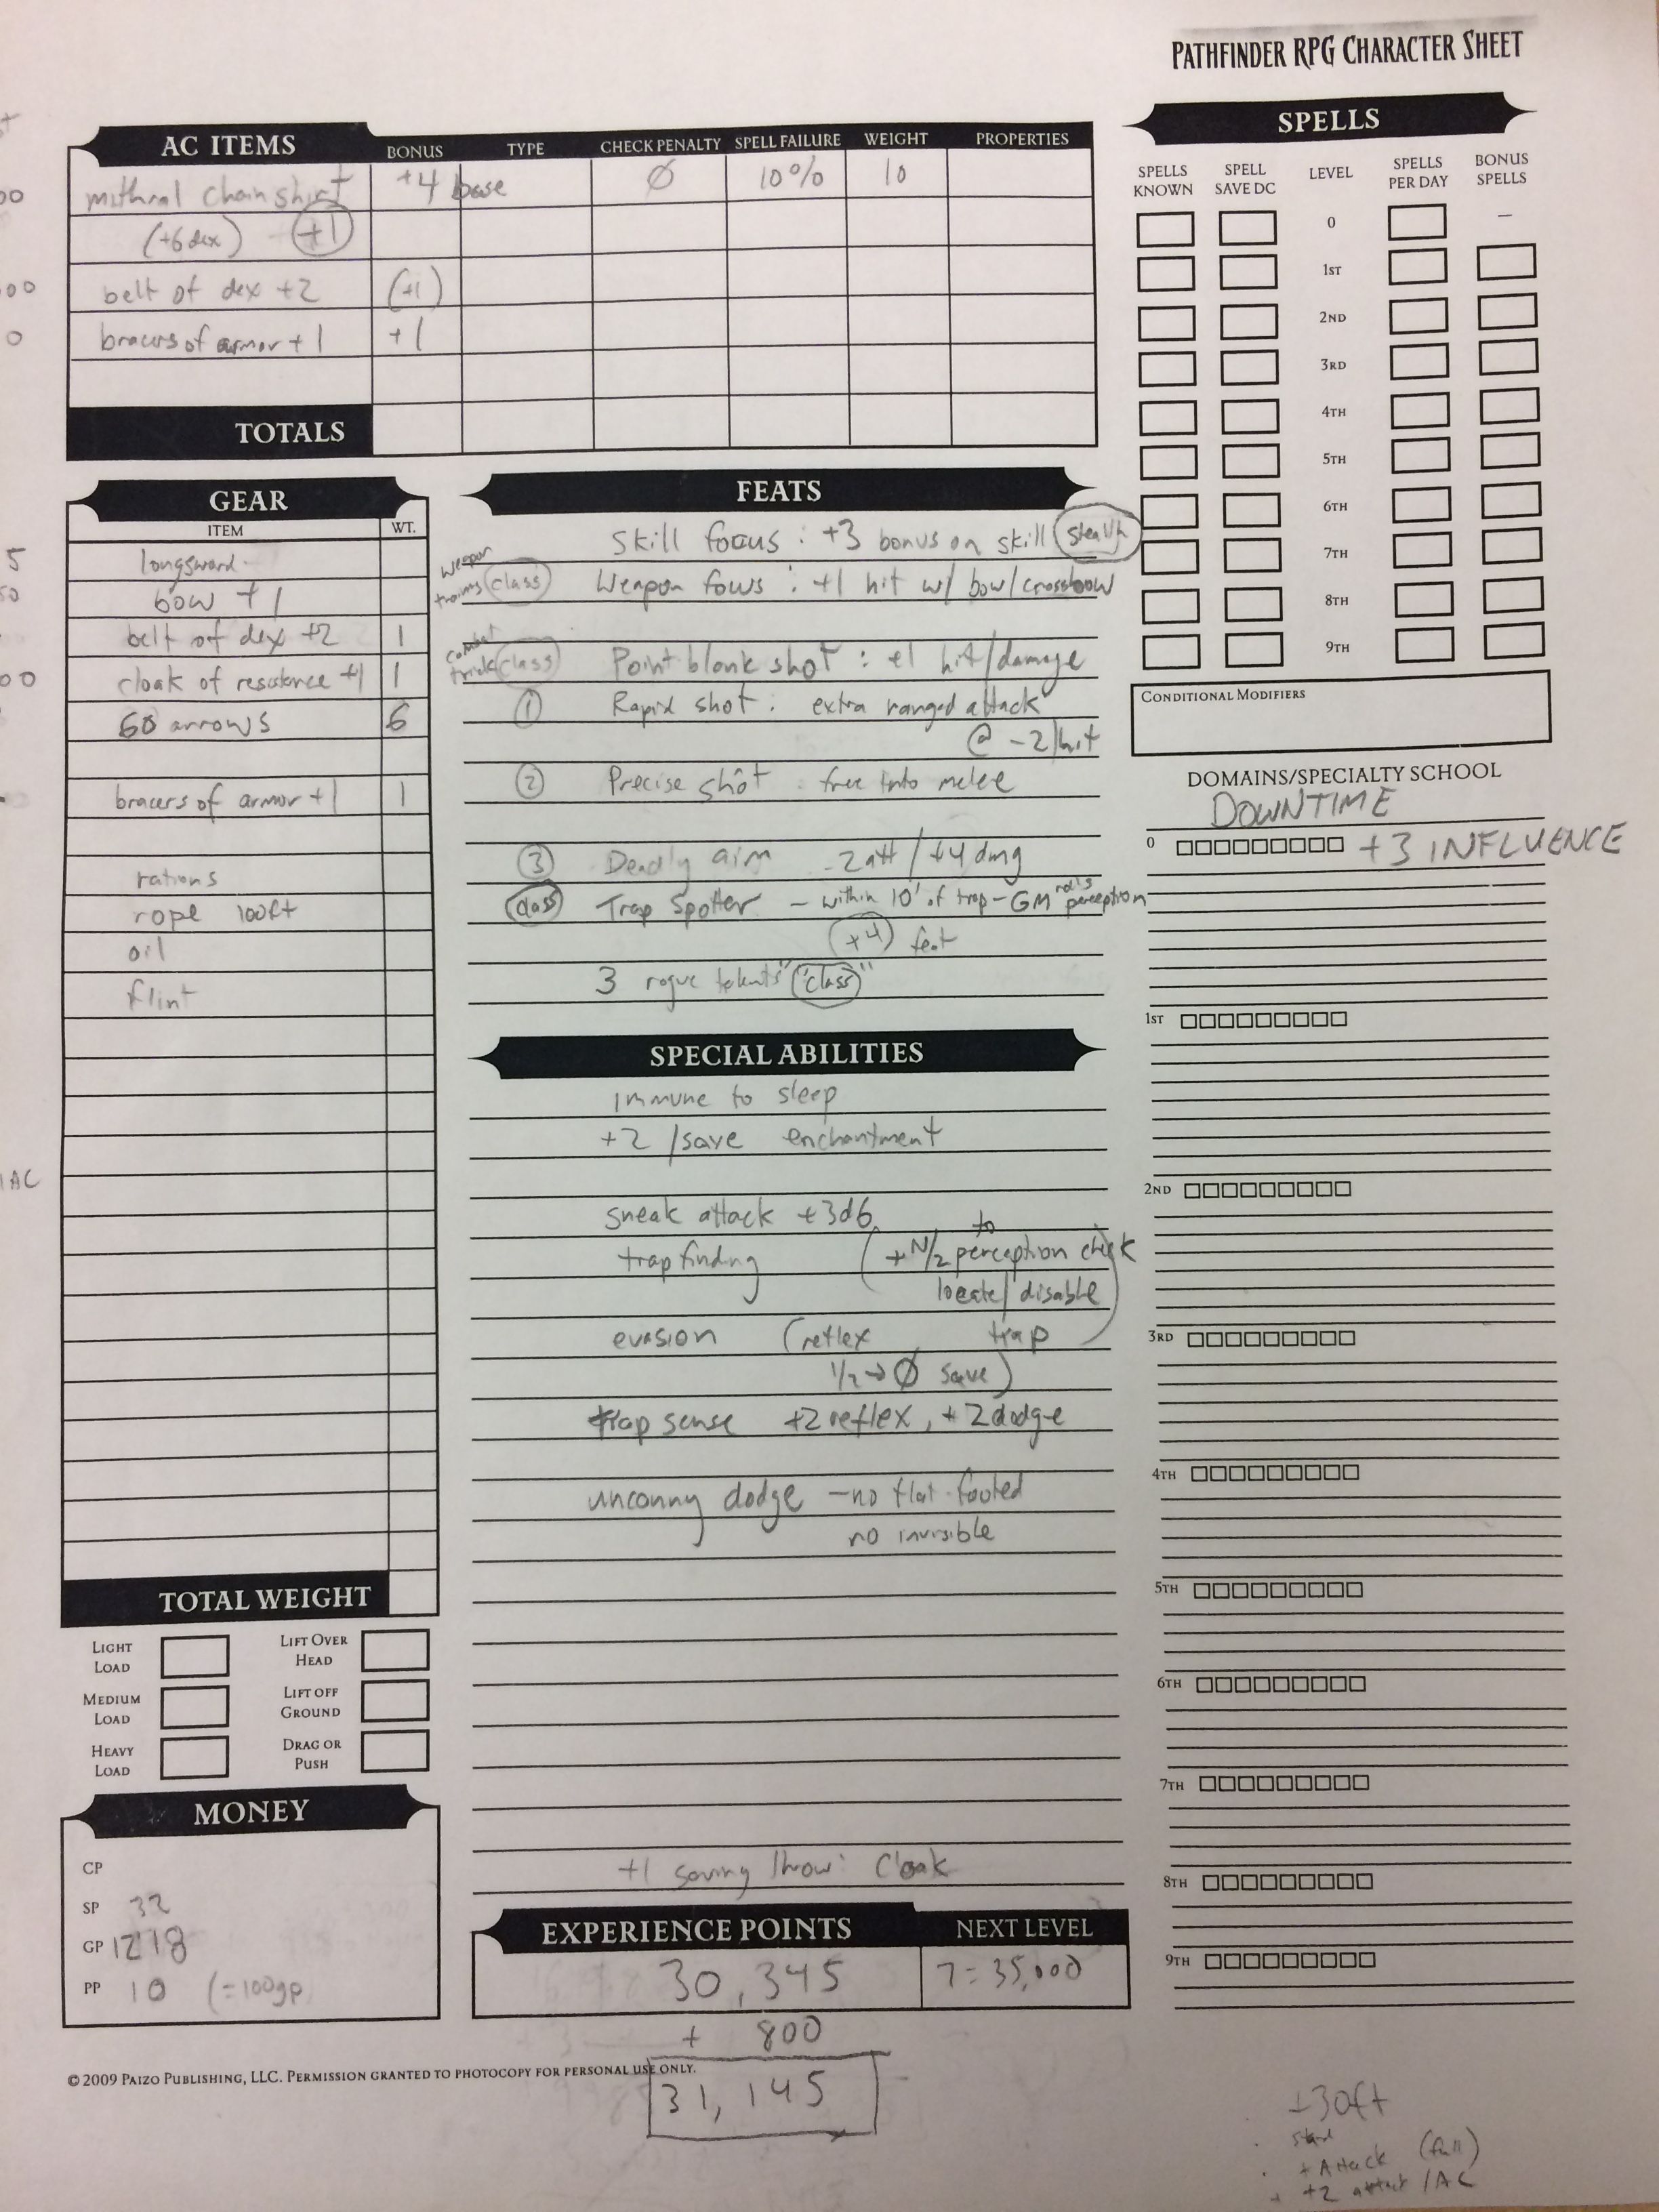 PATHFINDER RPG CHARACTER SHEET
AC ITEMS BONUS TYPE CHECK PENALTY SPELL FAILURE WEIGHT PROPERTIES
mithral chain shirt +4 base Ø 10% 10
(+6 dex) +1
belt of dex +2 (+1)
bracers of armor +1 +1
TOTALS
GEAR
ITEM WT.
longsword
bow +1
belt of dex +2 1
cloak of resistance +1 1
60 arrows 6
bracers of armor +1 1
rations
rope 100ft
oil
flint
1AC
TOTAL WEIGHT
LIGHT LOAD LIFT OVER HEAD
MEDIUM LOAD LIFT OFF GROUND
HEAVY LOAD DRAG OR PUSH
MONEY
CP
SP 32
GP 1218
PP 10 (=100gp
FEATS
Skill focus : +3 bonus on skill stealth
weapon training class Weapon focus : +1 hit w/ bow/crossbow
combat trick class Point blank shot : +1 hit/damage
1 Rapid shot : extra ranged attack
@ -2/hit
2 Precise shot : free into melee
3 Deadly aim -2 att / +4 dmg
class Trap Spotter - within 10' of trap - GM rolls perception
+4 feat
3 rogue talents "class"
SPECIAL ABILITIES
immune to sleep
+2 /save enchantment
sneak attack +3d6
trap finding (+N/2 to perception check
locate/disable
trap)
evasion (reflex
1/2 → Ø save)
trap sense +2 reflex, +2 dodge
uncanny dodge - no flat-footed
no invisible
+1 saving throw: Cloak
EXPERIENCE POINTS NEXT LEVEL
30,345 7=35,000
+ 800
31,145
SPELLS
SPELLS KNOWN SPELL SAVE DC LEVEL SPELLS PER DAY BONUS SPELLS
0 —
1ST
2ND
3RD
4TH
5TH
6TH
7TH
8TH
9TH
CONDITIONAL MODIFIERS
DOMAINS/SPECIALTY SCHOOL
DOWNTIME
0 +3 INFLUENCE
1ST
2ND
3RD
4TH
5TH
6TH
7TH
8TH
9TH
© 2009 PAIZO PUBLISHING, LLC. PERMISSION GRANTED TO PHOTOCOPY FOR PERSONAL USE ONLY.
30ft
+ Attack (full)
+2 attack /AC